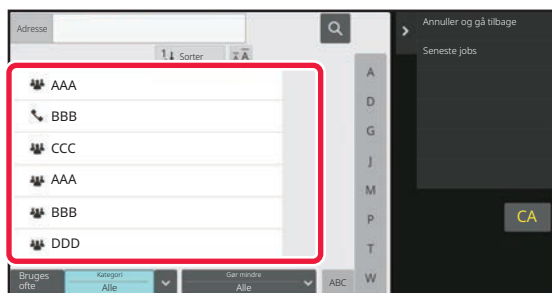 Adresse
1 Sorter
AAA
BBB
CCC
AAA
BBB
DDD
A
D
G
J
M
P
T
W
Bruges ofte
Kategori
Alle
Gør mindre
Alle
ABC
Annuller og gå tilbage
Seneste jobs
CA